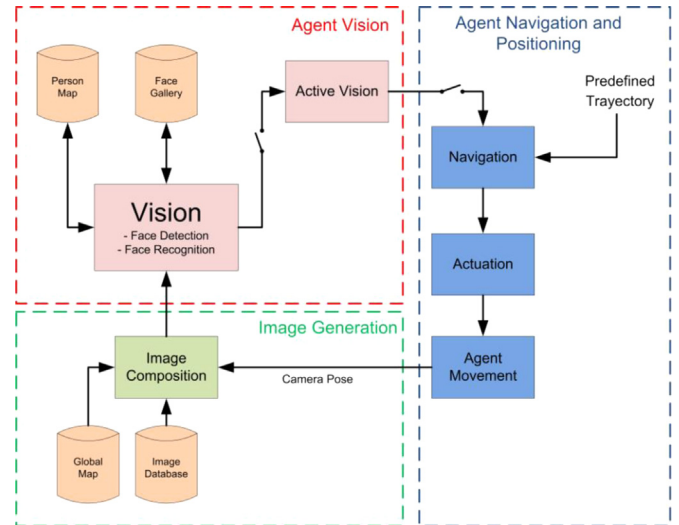 Agent Vision
Agent Navigation and
Positioning
Person
Map
Face
Gallery
Active Vision
Predefined
Trayectory
Navigation
Vision
- Face Detection
- Face Recognition
Actuation
Image Generation
Image
Composition
Camera Pose
Agent
Movement
Global
Map
Image
Database